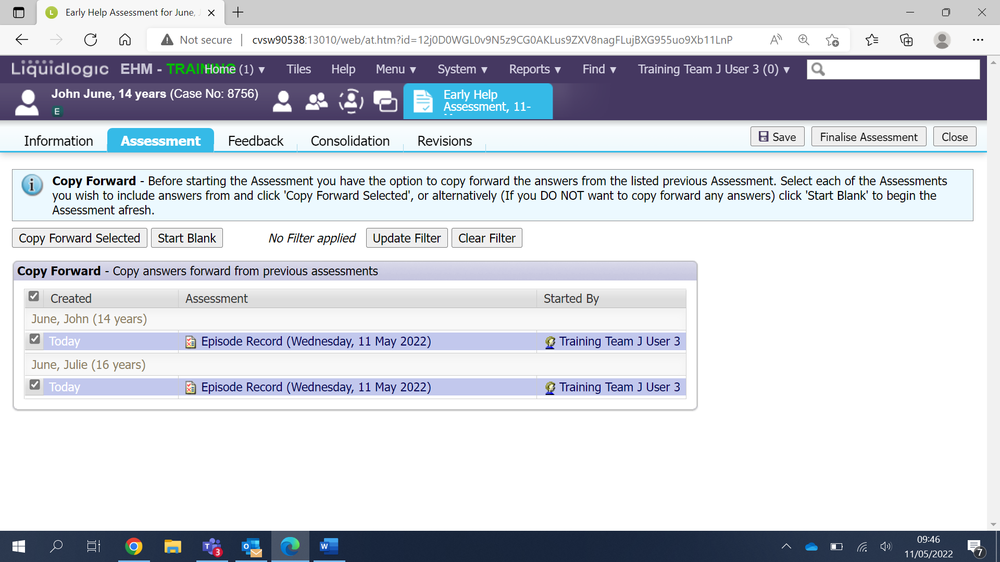 Early Help Assessment for June,
Not secure
cvsw90538:13010/web/at.htm?id=12j0D0WGL0v9N5z9CG0AKLus9ZXV8nagFLujBXG955uo9Xb11LnP
Liquidlogic EHM - TRAINING Home (1) ▼ Tiles Help Menu ▼ System ▼ Reports ▼ Find ▼ Training Team J User 3 (0) ▼
John June, 14 years (Case No: 8756)
E
Early Help
Assessment, 11-
Information Assessment Feedback Consolidation Revisions Save Finalise Assessment Close
Copy Forward - Before starting the Assessment you have the option to copy forward the answers from the listed previous Assessment. Select each of the Assessments
you wish to include answers from and click 'Copy Forward Selected', or alternatively (If you DO NOT want to copy forward any answers) click 'Start Blank' to begin the
Assessment afresh.
Copy Forward Selected Start Blank No Filter applied Update Filter Clear Filter
Copy Forward - Copy answers forward from previous assessments
Created Assessment Started By
June, John (14 years)
Today Episode Record (Wednesday, 11 May 2022) Training Team J User 3
June, Julie (16 years)
Today Episode Record (Wednesday, 11 May 2022) Training Team J User 3
09:46
11/05/2022
3
7